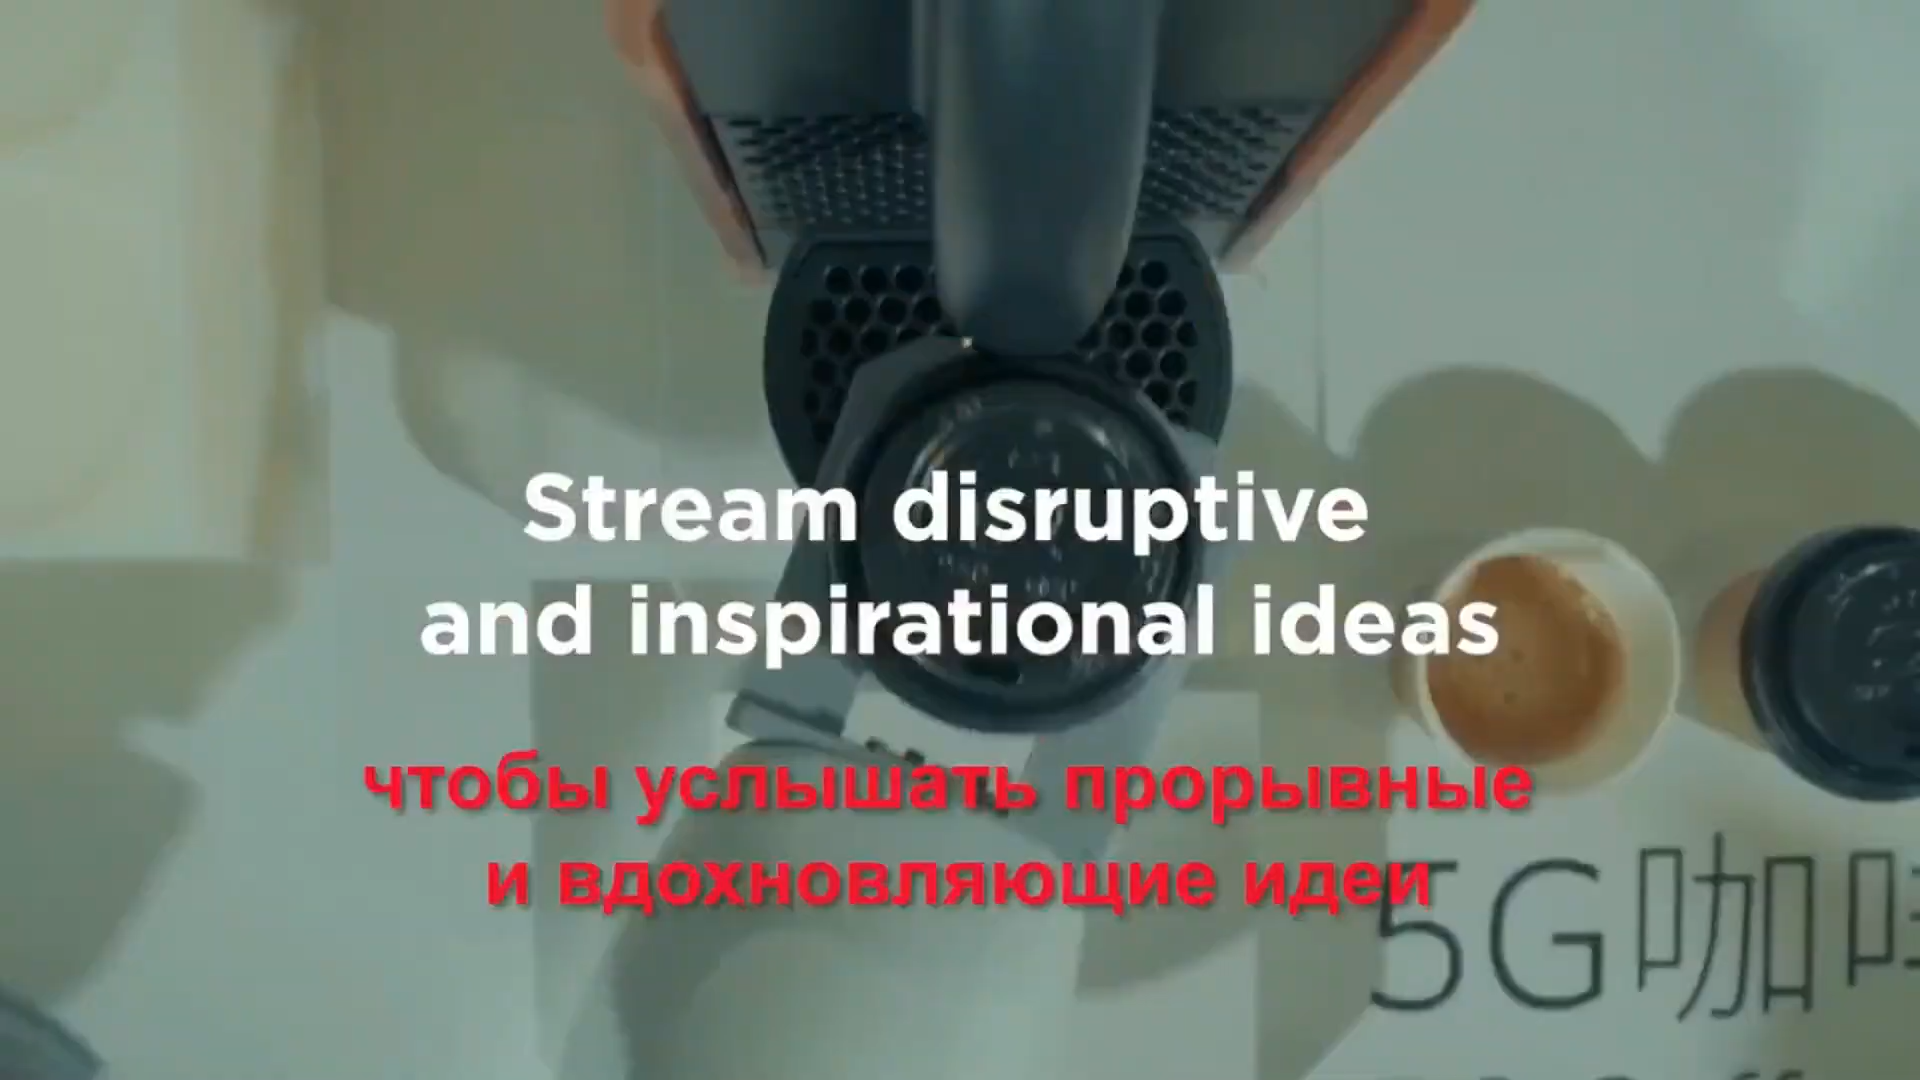 Stream disruptive
and inspirational ideas
чтобы услышать прорывные
и вдохновляющие идеи
5G咖